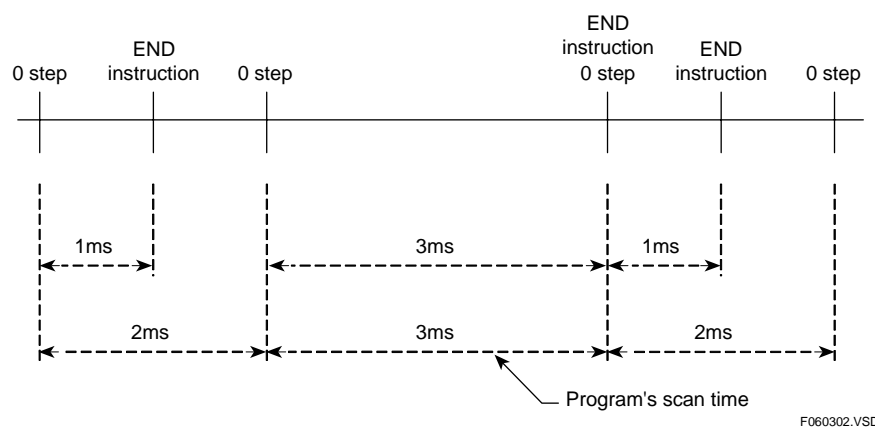 END
instruction
END
instruction
END
instruction
0 step
0 step
0 step
0 step
1ms
3ms
1ms
2ms
3ms
2ms
Program's scan time
F060302.VSD